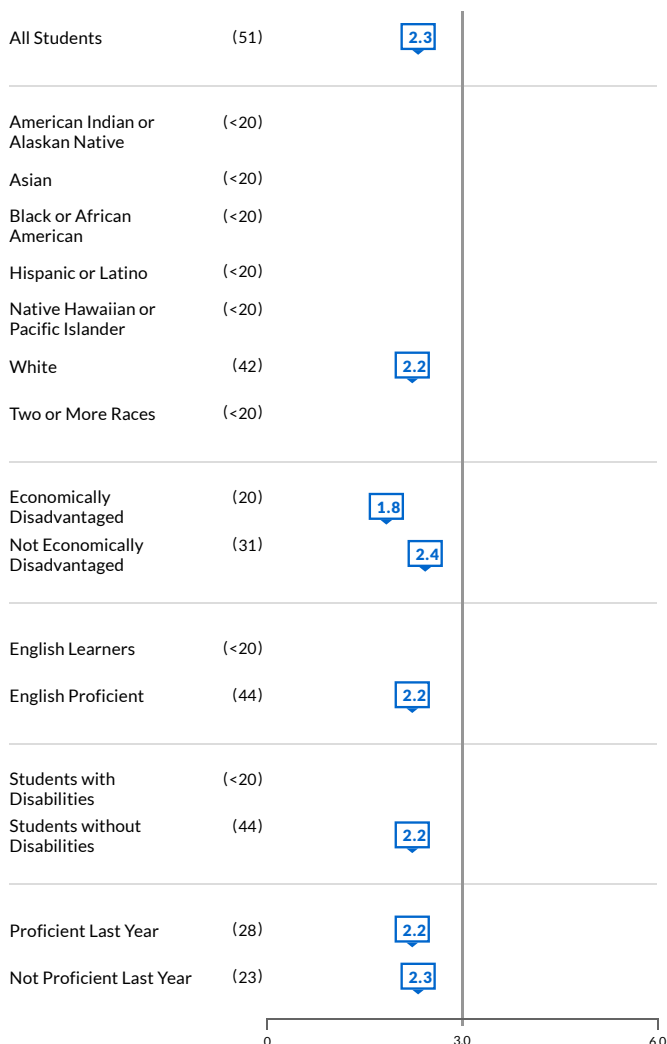 All Students (51) 2.3
American Indian or (<20)
Alaskan Native
Asian (<20)
Black or African (<20)
American
Hispanic or Latino (<20)
Native Hawaiian or (<20)
Pacific Islander
White (42) 2.2
Two or More Races (<20)
Economically (20) 1.8
Disadvantaged
Not Economically (31) 2.4
Disadvantaged
English Learners (<20)
English Proficient (44) 2.2
Students with (<20)
Disabilities
Students without (44) 2.2
Disabilities
Proficient Last Year (28) 2.2
Not Proficient Last Year (23) 2.3
0 3.0 6.0